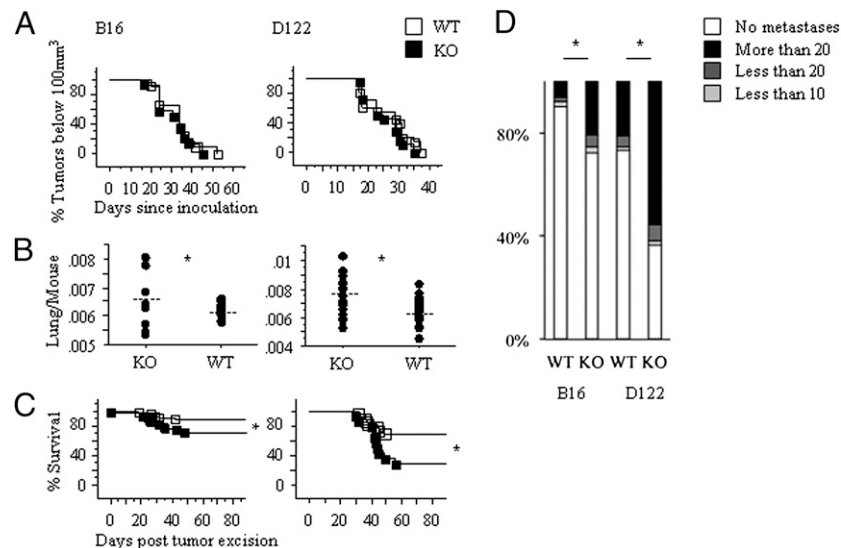 A
B16
D122
WT
KO
% Tumors below 100mm³
80
40
0
0 10 20 30 40 50 60
80
40
0
0 10 20 30 40
Days since inoculation
B
Lung/Mouse
.008
.007
.006
.005
*
KO WT
.01
.008
.006
.004
*
KO WT
C
% Survival
80
40
0
0 20 40 60 80
*
80
40
0
0 20 40 60 80
*
Days post tumor excision
D
No metastases
More than 20
Less than 20
Less than 10
* *
80%
40%
0%
WT KO WT KO
B16 D122